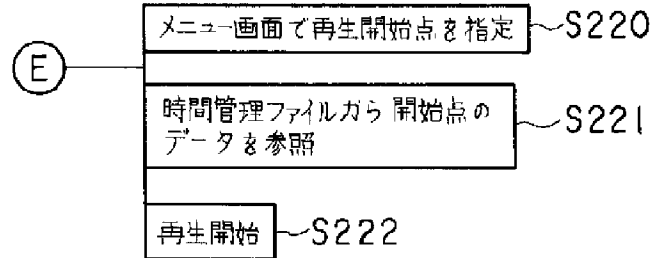 メニュー画面で再生開始点を指定 S220
E
時間管理ファイルから開始点の
データを参照 S221
再生開始 S222